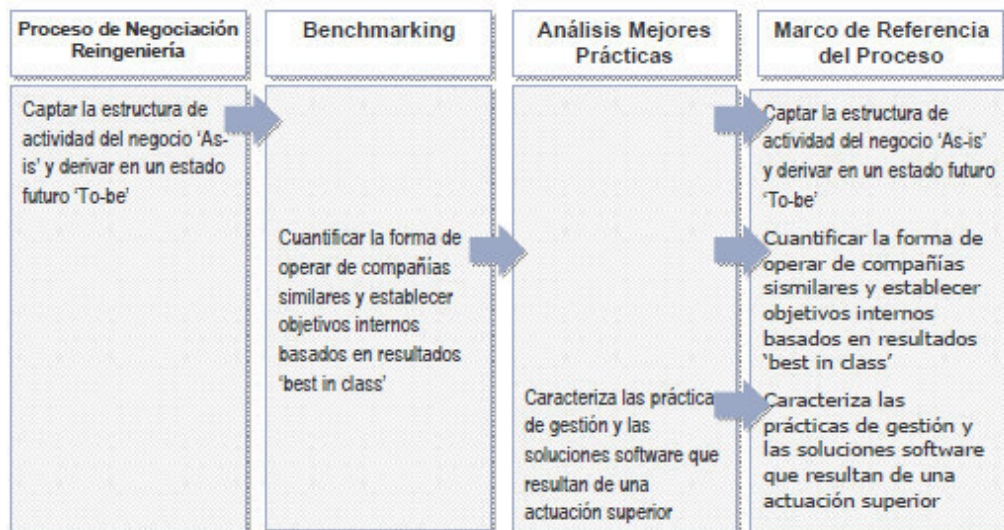 Proceso de Negociación
Reingeniería
Benchmarking
Análisis Mejores
Prácticas
Marco de Referencia
del Proceso
Captar la estructura de
actividad del negocio ‘As-
is’ y derivar en un estado
futuro ‘To-be’
Cuantificar la forma de
operar de compañías
similares y establecer
objetivos internos
basados en resultados
‘best in class’
Caracteriza las práctica
de gestión y las
soluciones software que
resultan de una
actuación superior
Captar la estructura de
actividad del negocio ‘As-is’
y derivar en un estado futuro
‘To-be’
Cuantificar la forma de
operar de compañías
sismilares y establecer
objetivos internos
basados en resultados
‘best in class’
Caracteriza las
prácticas de gestión y
las soluciones software
que resultan de una
actuación superior